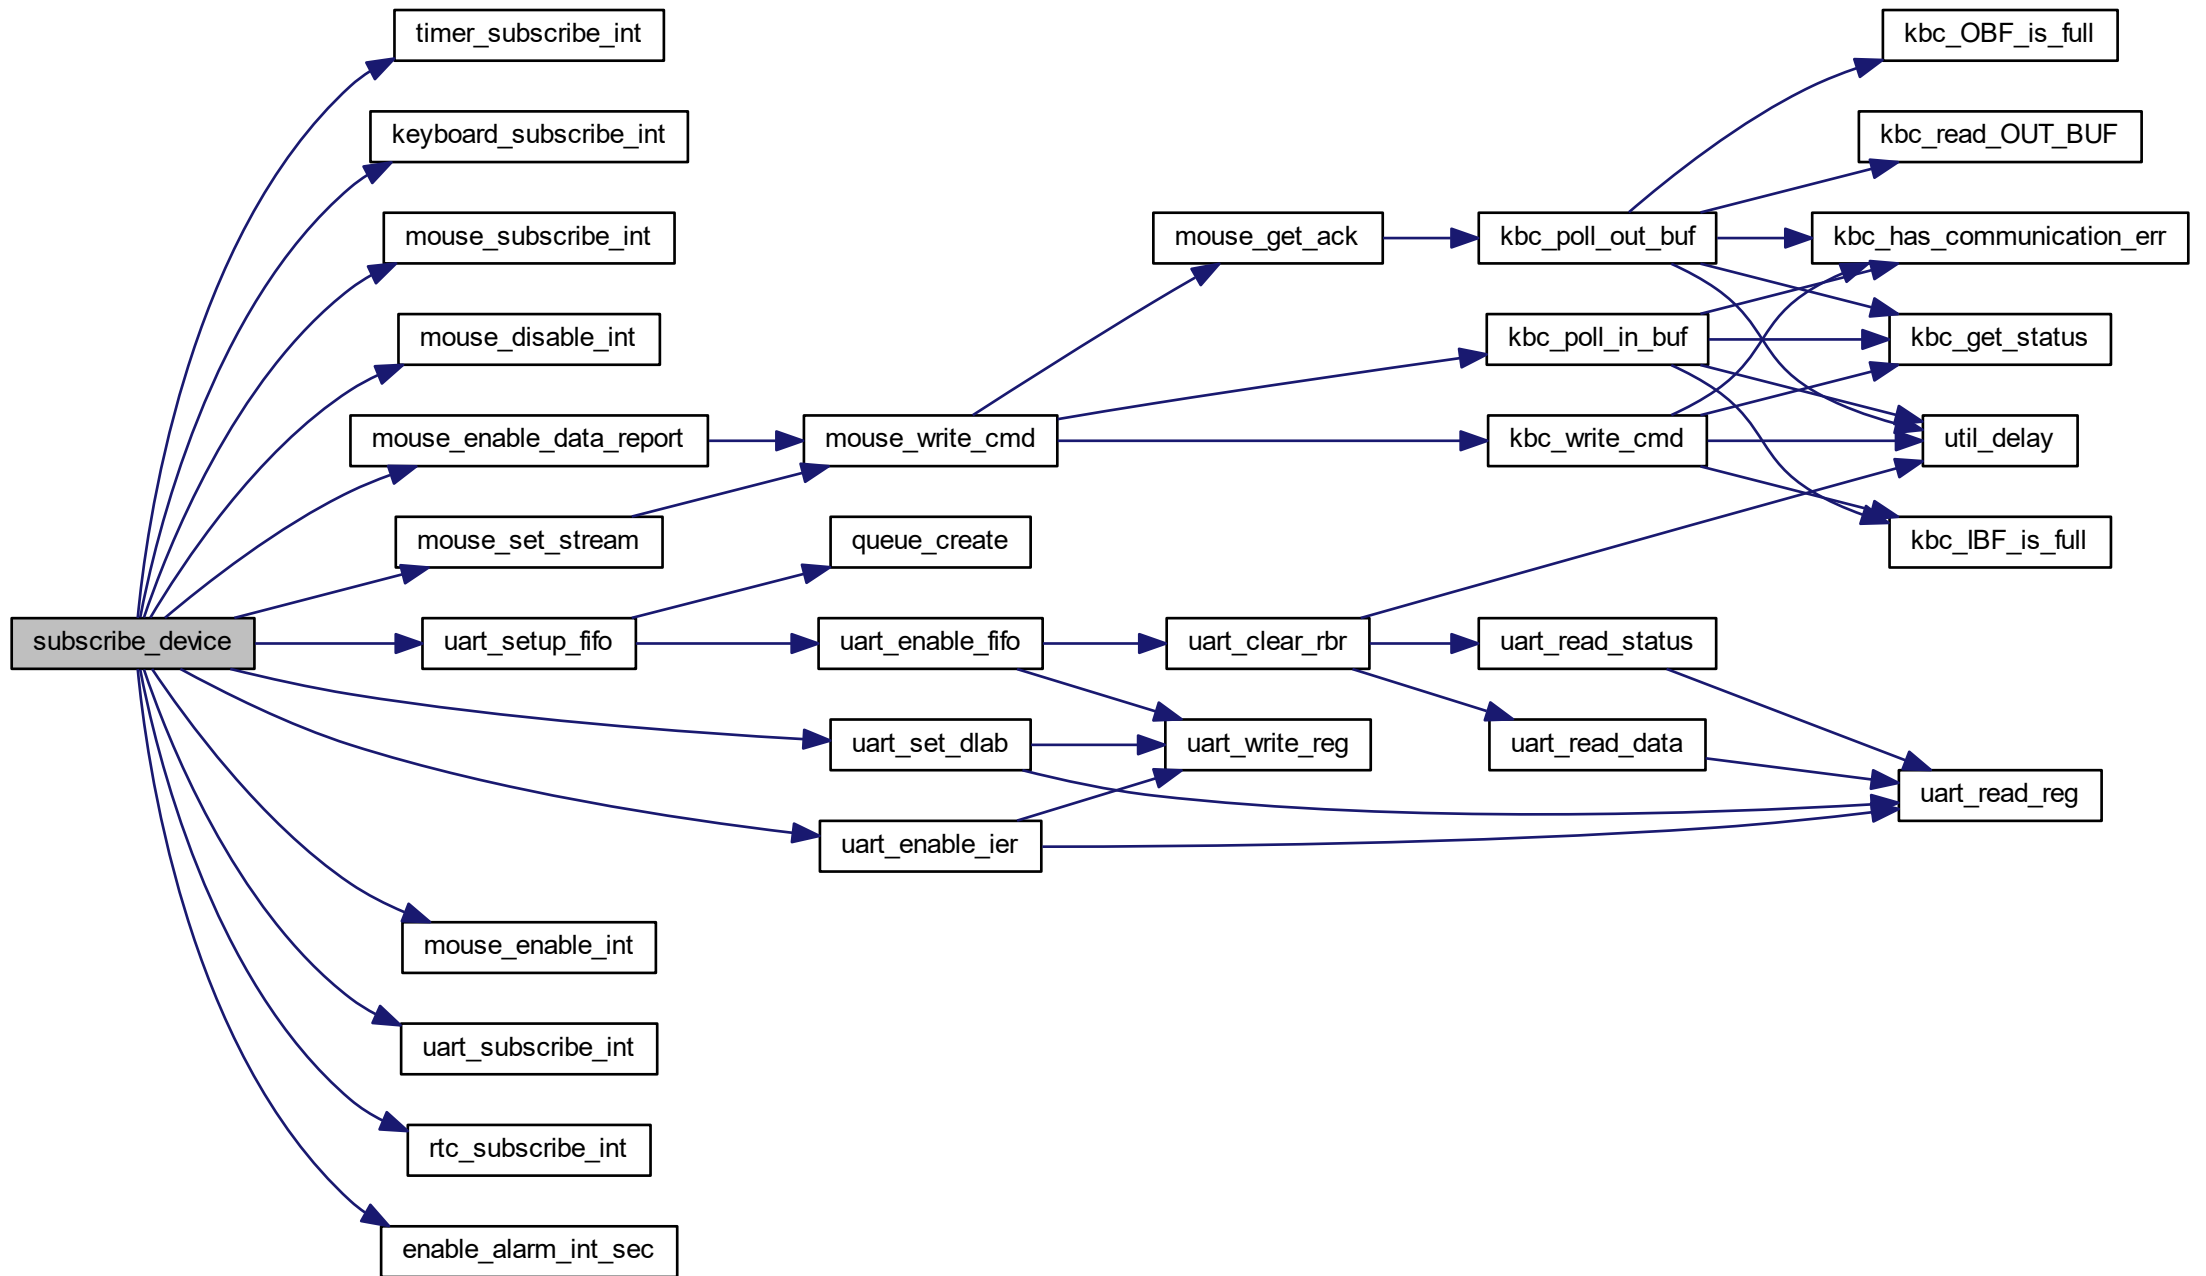 timer_subscribe_int
kbc_OBF_is_full
keyboard_subscribe_int
kbc_read_OUT_BUF
mouse_subscribe_int
mouse_get_ack
kbc_poll_out_buf
kbc_has_communication_err
mouse_disable_int
kbc_poll_in_buf
kbc_get_status
mouse_enable_data_report
mouse_write_cmd
kbc_write_cmd
util_delay
mouse_set_stream
queue_create
kbc_IBF_is_full
subscribe_device
uart_setup_fifo
uart_enable_fifo
uart_clear_rbr
uart_read_status
uart_set_dlab
uart_write_reg
uart_read_data
uart_read_reg
uart_enable_ier
mouse_enable_int
uart_subscribe_int
rtc_subscribe_int
enable_alarm_int_sec